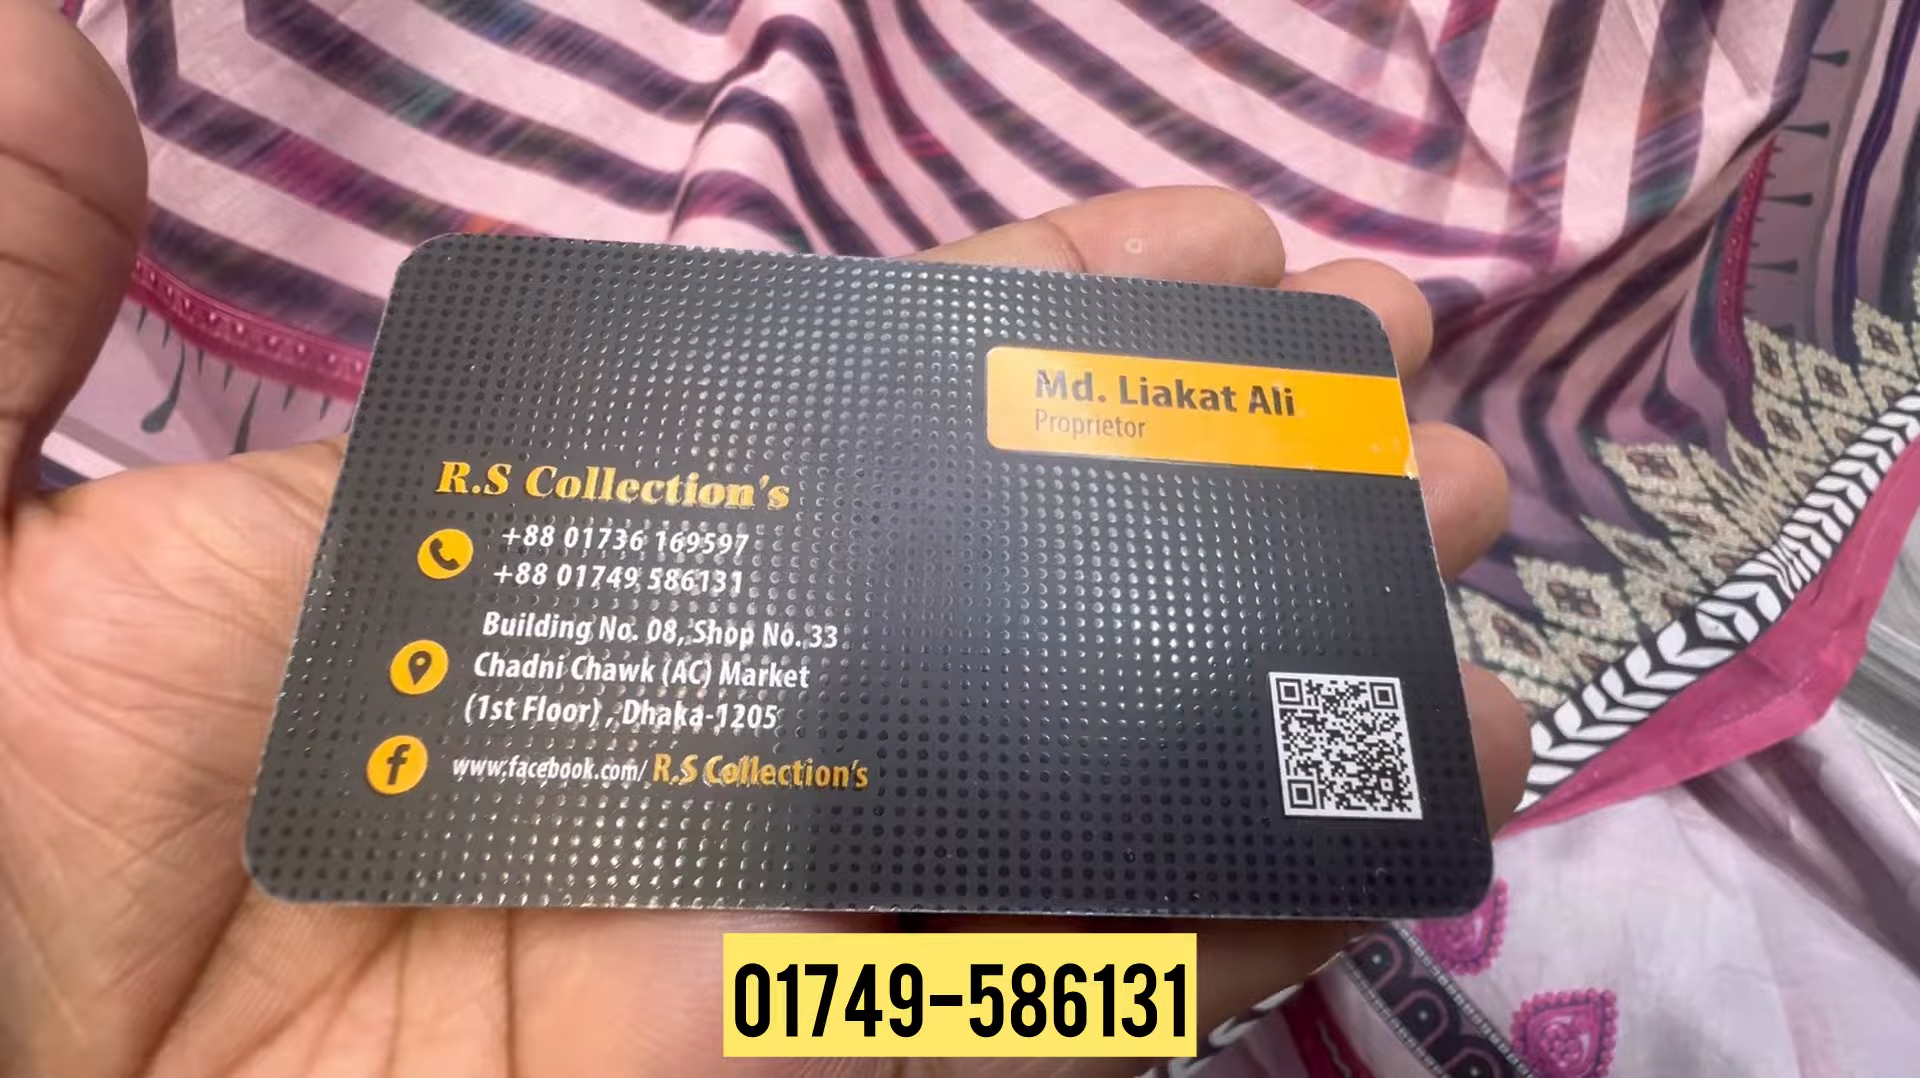 Md. Liakat Ali
Proprietor
R.S Collection's
+88 01736 169597
+88 01749 586131
Building No. 08, Shop No. 33
Chadni Chawk (AC) Market
(1st Floor) , Dhaka-1205
www.facebook.com/ R.S Collection's
01749-586131